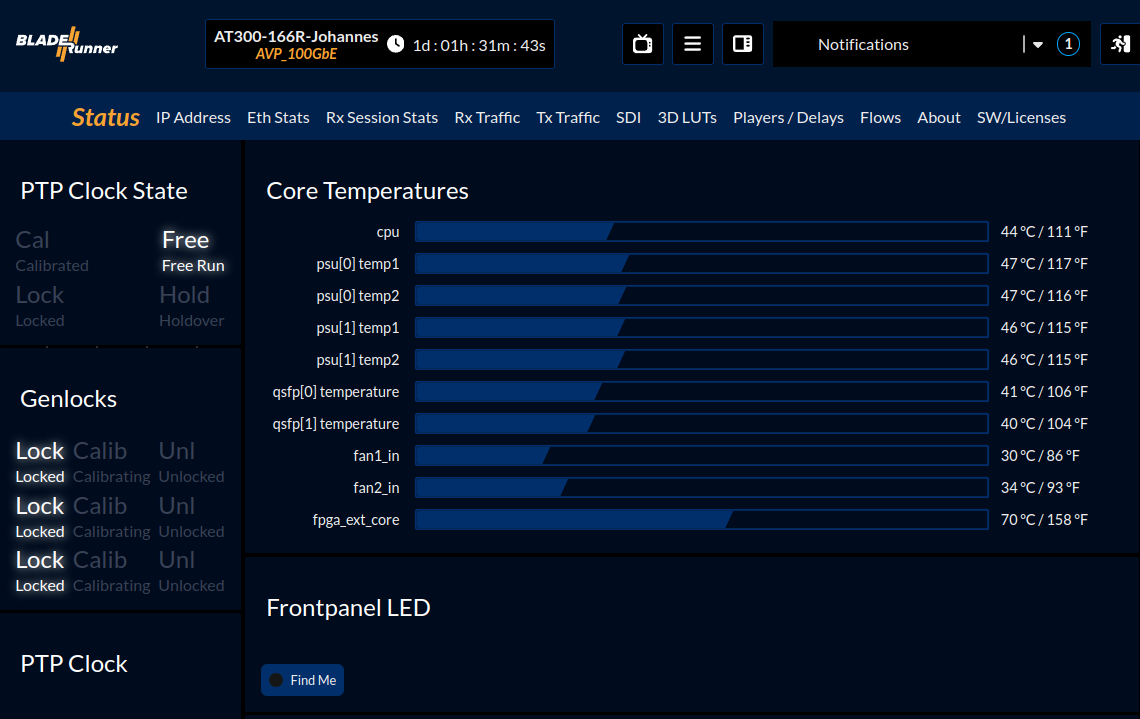 BLADE
Runner
AT300-166R-Johannes
AVP_100GbE
1d : 01h : 31m : 43s
Notifications
1
Status IP Address Eth Stats Rx Session Stats Rx Traffic Tx Traffic SDI 3D LUTs Players / Delays Flows About SW/Licenses
PTP Clock State
Cal Free
Calibrated Free Run
Lock Hold
Locked Holdover
Genlocks
Lock Calib Unl
Locked Calibrating Unlocked
Lock Calib Unl
Locked Calibrating Unlocked
Lock Calib Unl
Locked Calibrating Unlocked
PTP Clock
Core Temperatures
cpu 44 °C / 111 °F
psu[0] temp1 47 °C / 117 °F
psu[0] temp2 47 °C / 116 °F
psu[1] temp1 46 °C / 115 °F
psu[1] temp2 46 °C / 115 °F
qsfp[0] temperature 41 °C / 106 °F
qsfp[1] temperature 40 °C / 104 °F
fan1_in 30 °C / 86 °F
fan2_in 34 °C / 93 °F
fpga_ext_core 70 °C / 158 °F
Frontpanel LED
Find Me